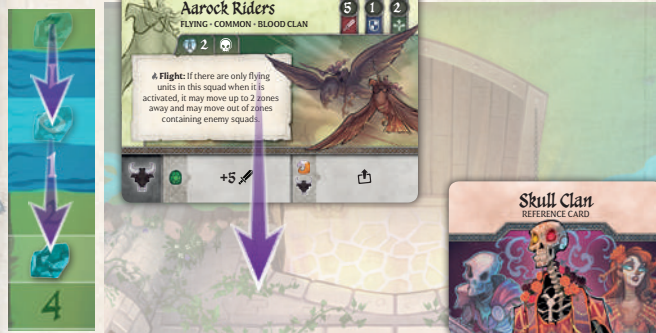 Aarock Riders
FLYING · COMMON · BLOOD CLAN
5 1 2
2
Flight: If there are only flying
units in this squad when it is
activated, it may move up to 2 zones
away and may move out of zones
containing enemy squads.
+5
Skull Clan
REFERENCE CARD
1
2
4